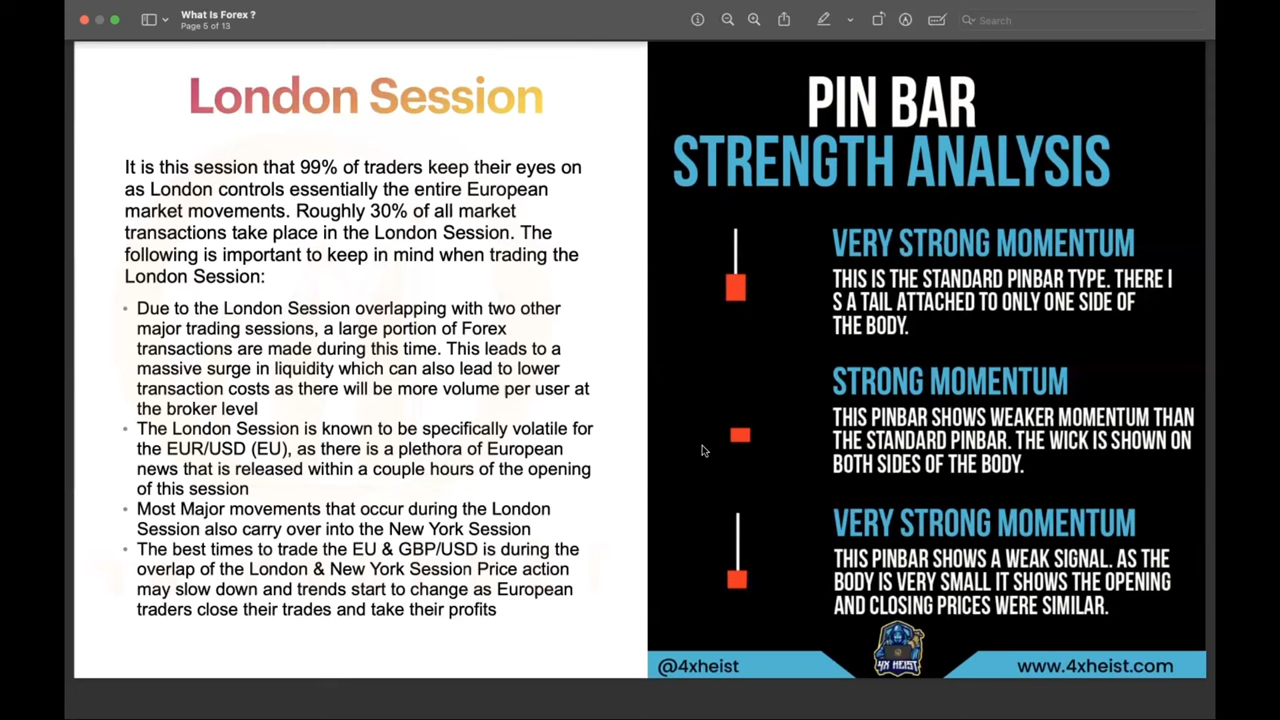 What Is Forex ?
Page 5 of 13
Search
London Session
It is this session that 99% of traders keep their eyes on
as London controls essentially the entire European
market movements. Roughly 30% of all market
transactions take place in the London Session. The
following is important to keep in mind when trading the
London Session:
• Due to the London Session overlapping with two other
major trading sessions, a large portion of Forex
transactions are made during this time. This leads to a
massive surge in liquidity which can also lead to lower
transaction costs as there will be more volume per user at
the broker level
• The London Session is known to be specifically volatile for
the EUR/USD (EU), as there is a plethora of European
news that is released within a couple hours of the opening
of this session
• Most Major movements that occur during the London
Session also carry over into the New York Session
• The best times to trade the EU & GBP/USD is during the
overlap of the London & New York Session Price action
may slow down and trends start to change as European
traders close their trades and take their profits
PIN BAR
STRENGTH ANALYSIS
VERY STRONG MOMENTUM
THIS IS THE STANDARD PINBAR TYPE. THERE I
S A TAIL ATTACHED TO ONLY ONE SIDE OF
THE BODY.
STRONG MOMENTUM
THIS PINBAR SHOWS WEAKER MOMENTUM THAN
THE STANDARD PINBAR. THE WICK IS SHOWN ON
BOTH SIDES OF THE BODY.
VERY STRONG MOMENTUM
THIS PINBAR SHOWS A WEAK SIGNAL. AS THE
BODY IS VERY SMALL IT SHOWS THE OPENING
AND CLOSING PRICES WERE SIMILAR.
@4xheist
4X HEIST
www.4xheist.com